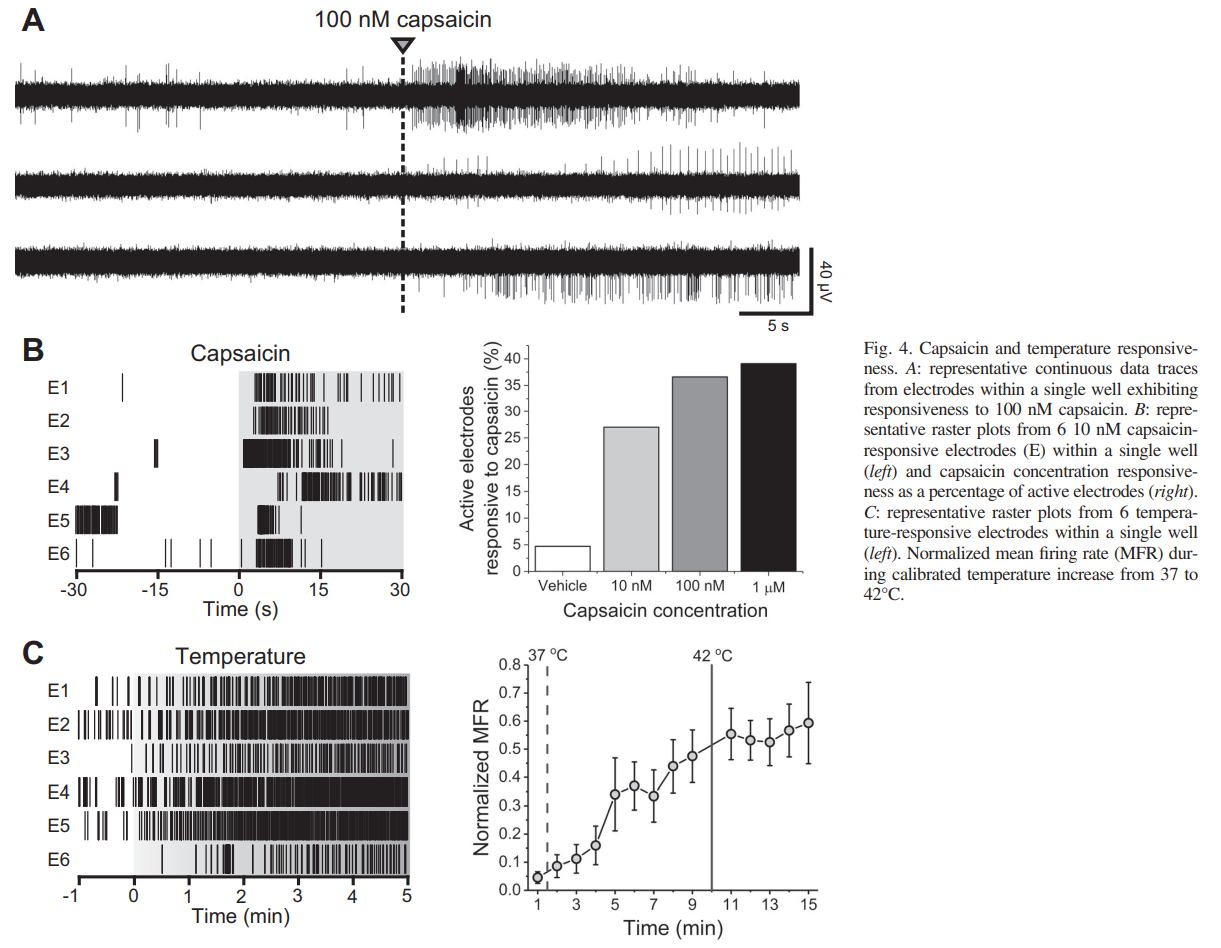 A
100 nM capsaicin
40 µV
5 s
B
Capsaicin
E1
E2
E3
E4
E5
E6
-30 -15 0 15 30
Time (s)
Active electrodes
responsive to capsaicin (%)
40
35
30
25
20
15
10
5
0
Vehicle 10 nM 100 nM 1 µM
Capsaicin concentration
Fig. 4. Capsaicin and temperature responsive-
ness. A: representative continuous data traces
from electrodes within a single well exhibiting
responsiveness to 100 nM capsaicin. B: repre-
sentative raster plots from 6 10 nM capsaicin-
responsive electrodes (E) within a single well
(left) and capsaicin concentration responsive-
ness as a percentage of active electrodes (right).
C: representative raster plots from 6 tempera-
ture-responsive electrodes within a single well
(left). Normalized mean firing rate (MFR) dur-
ing calibrated temperature increase from 37 to
42°C.
C
Temperature
E1
E2
E3
E4
E5
E6
-1 0 1 2 3 4 5
Time (min)
37 °C 42 °C
Normalized MFR
0.8
0.7
0.6
0.5
0.4
0.3
0.2
0.1
0.0
1 3 5 7 9 11 13 15
Time (min)